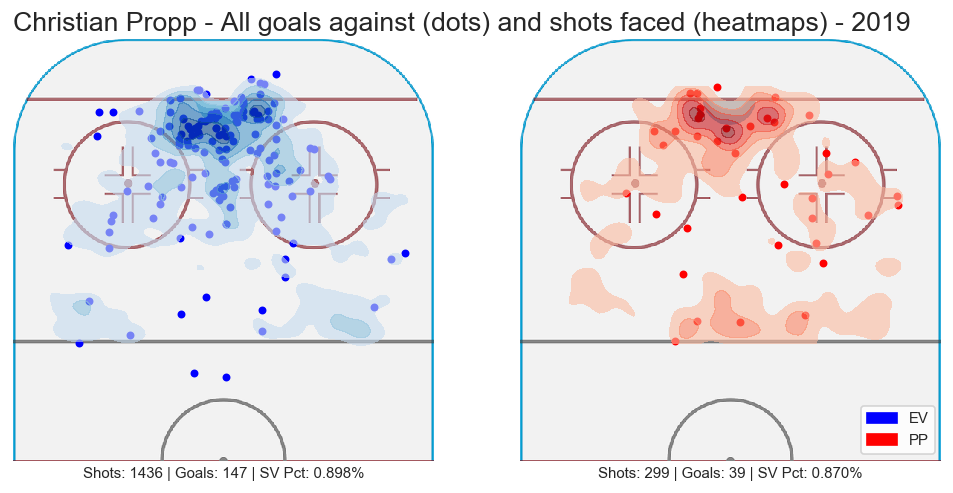 Christian Propp - All goals against (dots) and shots faced (heatmaps) - 2019
EV
PP
Shots: 1436 | Goals: 147 | SV Pct: 0.898%
Shots: 299 | Goals: 39 | SV Pct: 0.870%